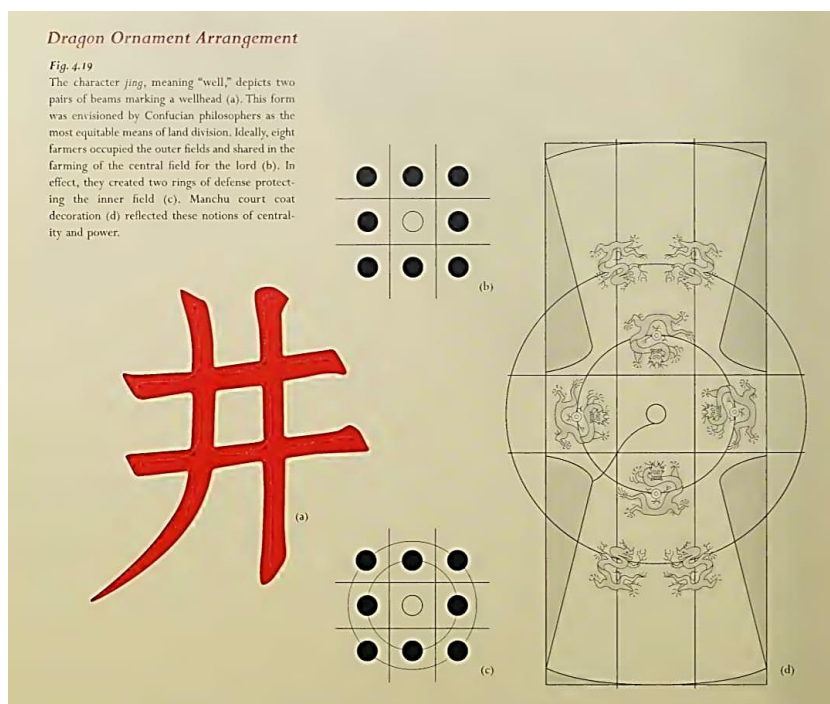 Dragon Ornament Arrangement
Fig. 4.19
The character jing, meaning “well,” depicts two
pairs of beams marking a wellhead (a). This form
was envisioned by Confucian philosophers as the
most equitable means of land division. Ideally, eight
farmers occupied the outer fields and shared in the
farming of the central field for the lord (b). In
effect, they created two rings of defense protect-
ing the inner field (c). Manchu court coat
decoration (d) reflected these notions of central-
ity and power.
(b)
井
(a)
(c)
(d)